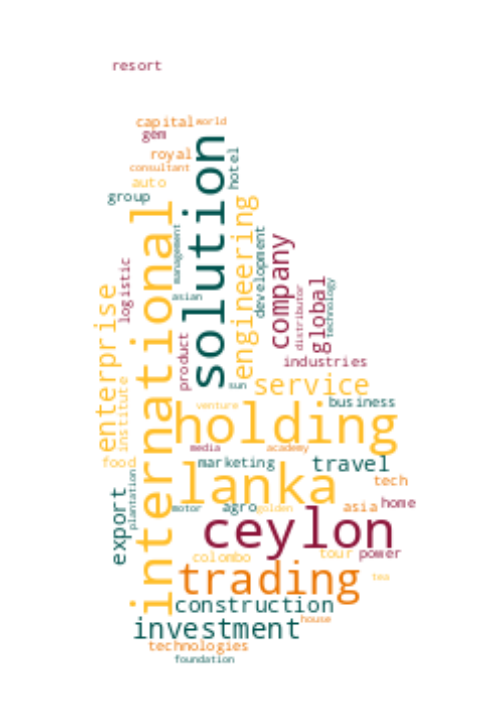 resort
capital
world
gem
royal
consultant
auto
group
hotel
solution
international
management
engineering
development
company
global
technology
distributor
logistic
asian
enterprise
institute
product
industries
sun
service
business
venture
holding
media
academy
food
marketing
travel
lanka
tech
plantation
export
motor
agro
golden
asia
home
ceylon
colombo
tour
power
trading
tea
construction
house
investment
technologies
foundation